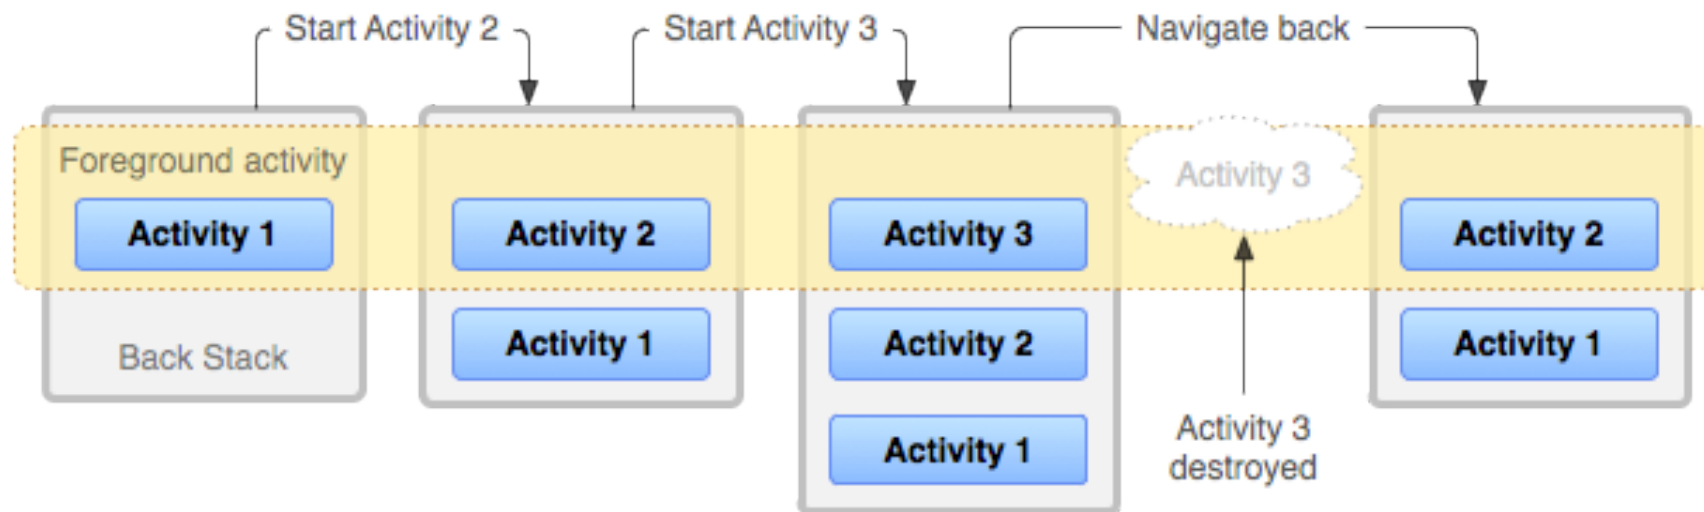 Start Activity 2
Start Activity 3
Navigate back
Foreground activity
Activity 3
Activity 1
Activity 2
Activity 3
Activity 2
Back Stack
Activity 1
Activity 2
Activity 1
Activity 1
Activity 3
destroyed